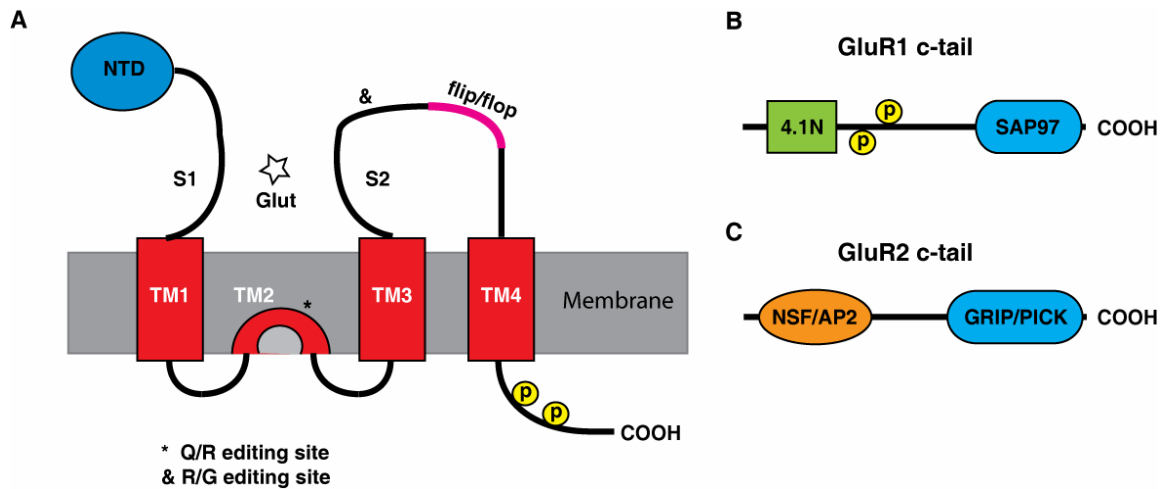 A
NTD
&
flip/flop
S1
Glut
S2
TM1
TM2
*
TM3
TM4
Membrane
p
p
COOH
* Q/R editing site
& R/G editing site
B
GluR1 c-tail
4.1N
p
p
SAP97
COOH
C
GluR2 c-tail
NSF/AP2
GRIP/PICK
COOH